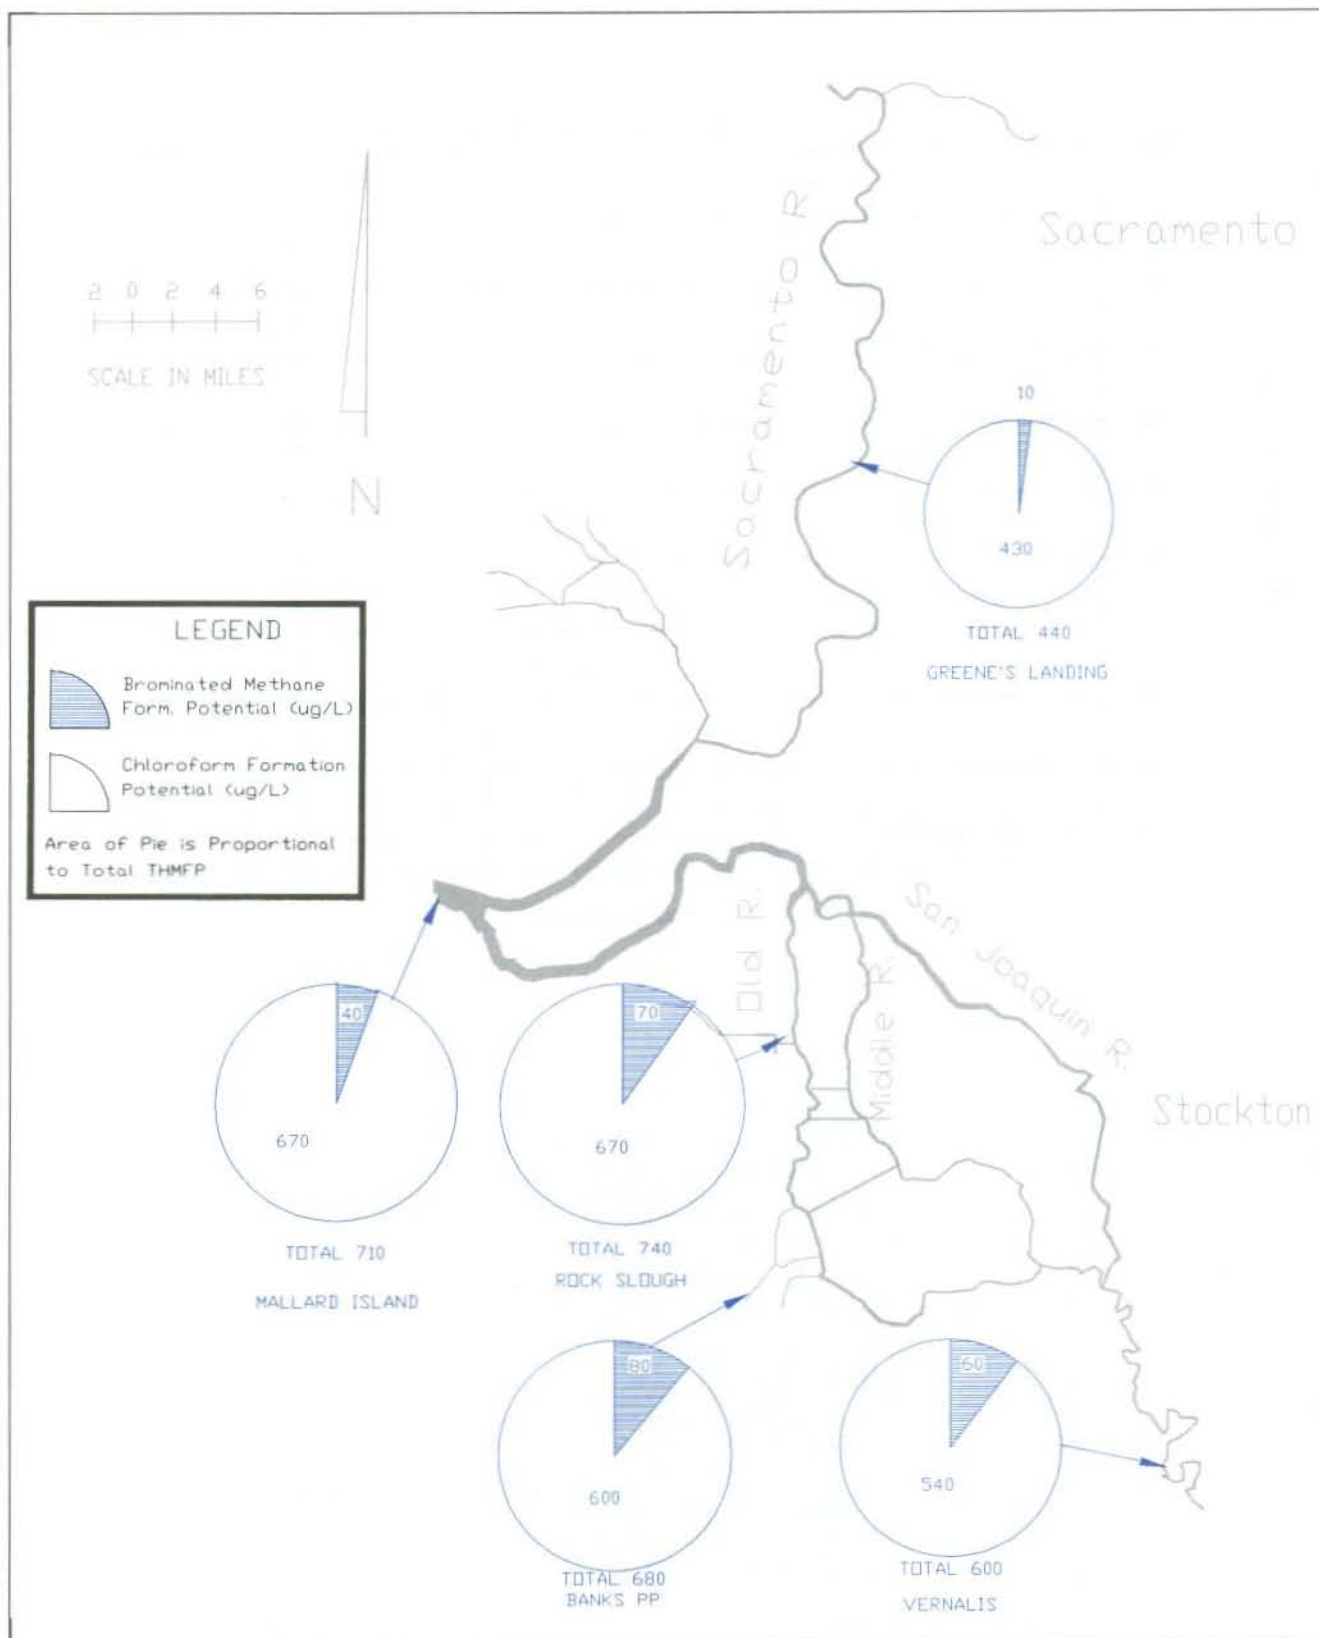 Sacramento R.
Sacramento
2 0 2 4 6
SCALE IN MILES
N
10
430
TOTAL 440
GREENE'S LANDING
LEGEND
Brominated Methane
Form. Potential (ug/L)
Chloroform Formation
Potential (ug/L)
Area of Pie is Proportional
to Total THMFP
San Joaquin R.
Old R.
Middle R.
Stockton
40
670
TOTAL 710
MALLARD ISLAND
70
670
TOTAL 740
ROCK SLOUGH
80
600
TOTAL 680
BANKS PP
60
540
TOTAL 600
VERNALIS